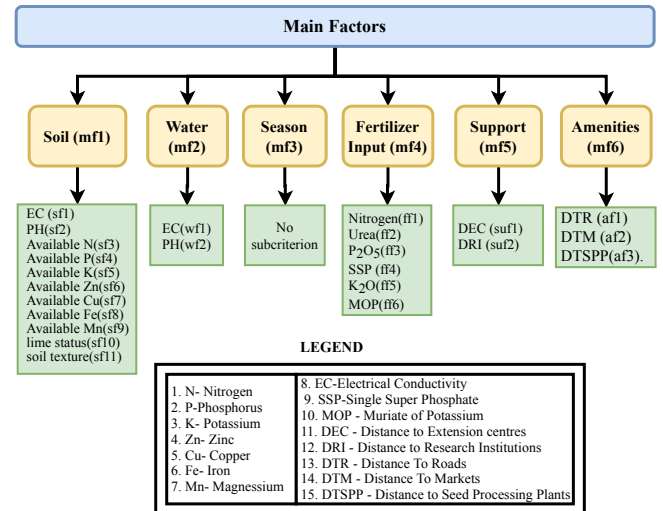 Main Factors
Soil (mf1)
Water
(mf2)
Season
(mf3)
Fertilizer
Input (mf4)
Support
(mf5)
Amenities
(mf6)
EC (sf1)
PH(sf2)
Available N(sf3)
Available P(sf4)
Available K(sf5)
Available Zn(sf6)
Available Cu(sf7)
Available Fe(sf8)
Available Mn(sf9)
lime status(sf10)
soil texture(sf11)
EC(wf1)
PH(wf2)
No
subcriterion
Nitrogen(ff1)
Urea(ff2)
P₂O₅(ff3)
SSP (ff4)
K₂O(ff5)
MOP(ff6)
DEC (suf1)
DRI (suf2)
DTR (af1)
DTM (af2)
DTSPP(af3).
LEGEND
1. N- Nitrogen
2. P-Phosphorus
3. K- Potassium
4. Zn- Zinc
5. Cu- Copper
6. Fe- Iron
7. Mn- Magnessium
8. EC-Electrical Conductivity
9. SSP-Single Super Phosphate
10. MOP - Muriate of Potassium
11. DEC - Distance to Extension centres
12. DRI - Distance to Research Institutions
13. DTR - Distance To Roads
14. DTM - Distance To Markets
15. DTSPP - Distance to Seed Processing Plants